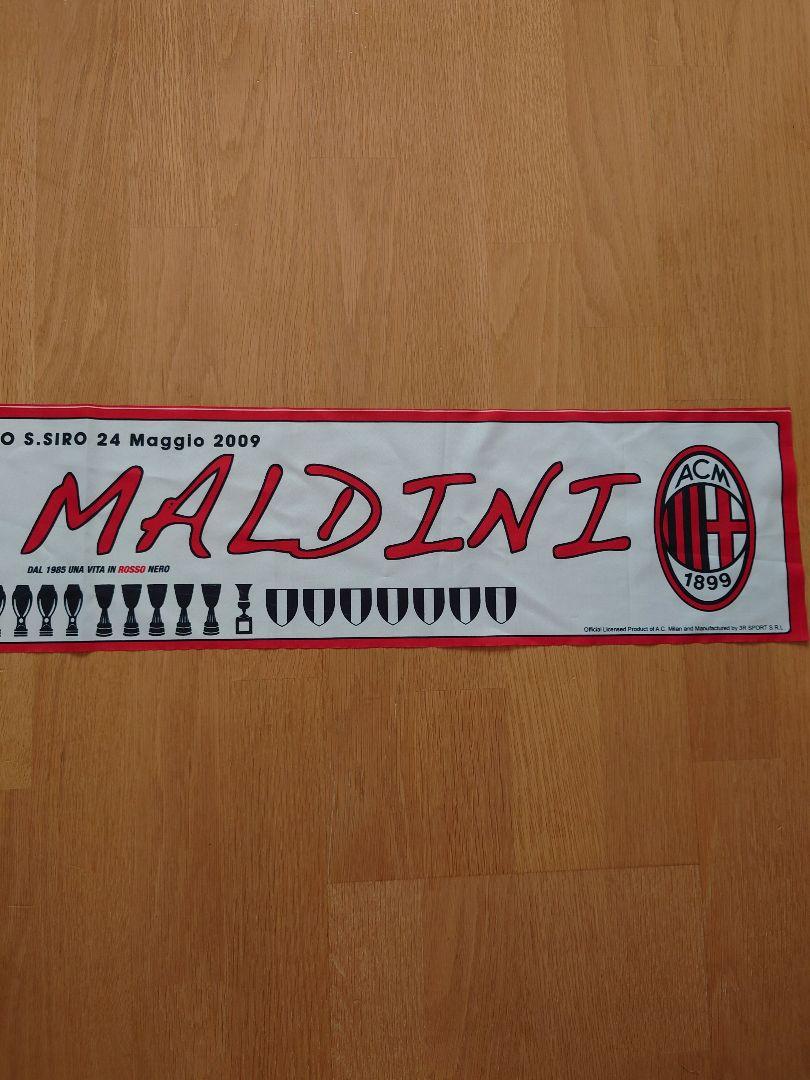 O S.SIRO 24 Maggio 2009
MALDINI
DAL 1985 UNA VITA IN ROSSO NERO
ACM
1899
Official Licensed Product of A.C. Milan and Manufactured by 3R SPORT S.R.L